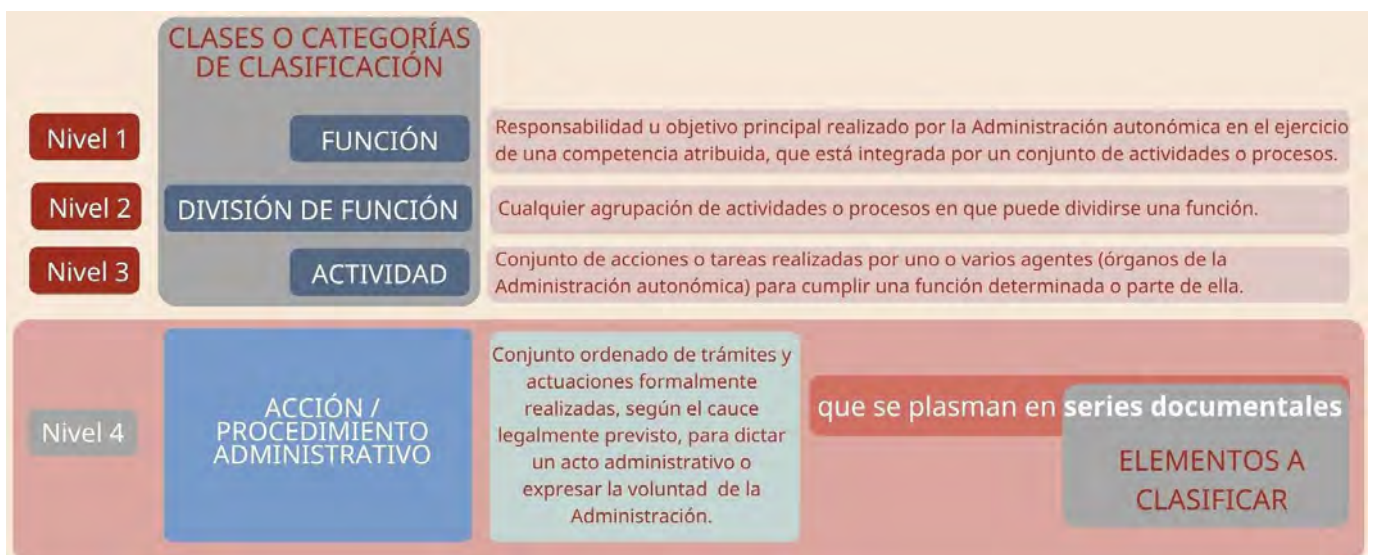 CLASES O CATEGORÍAS
DE CLASIFICACIÓN
Nivel 1
FUNCIÓN
Responsabilidad u objetivo principal realizado por la Administración autonómica en el ejercicio
de una competencia atribuida, que está integrada por un conjunto de actividades o procesos.
Nivel 2
DIVISIÓN DE FUNCIÓN
Cualquier agrupación de actividades o procesos en que puede dividirse una función.
Nivel 3
ACTIVIDAD
Conjunto de acciones o tareas realizadas por uno o varios agentes (órganos de la
Administración autonómica) para cumplir una función determinada o parte de ella.
Nivel 4
ACCIÓN /
PROCEDIMIENTO
ADMINISTRATIVO
Conjunto ordenado de trámites y
actuaciones formalmente
realizadas, según el cauce
legalmente previsto, para dictar
un acto administrativo o
expresar la voluntad de la
Administración.
que se plasman en series documentales
ELEMENTOS A
CLASIFICAR